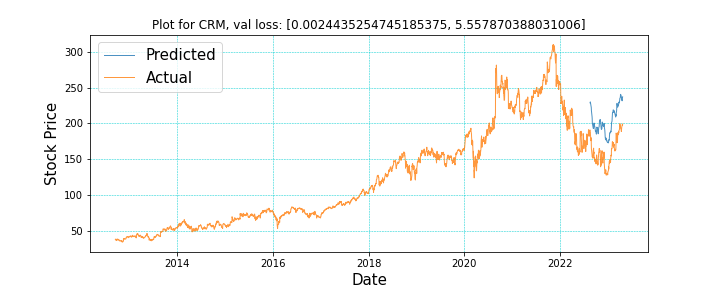 Plot for CRM, val loss: [0.0024435254745185375, 5.557870388031006]
Predicted
Actual
Stock Price
300
250
200
150
100
50
2014
2016
2018
2020
2022
Date